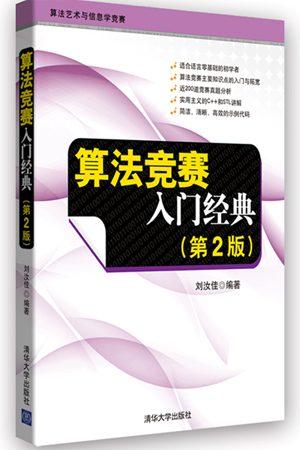 算法艺术与信息学竞赛
适合语言零基础的初学者
算法竞赛主要知识点的入门与拓宽
近200道竞赛真题分析
实用主义的C++和STL讲解
简洁、清晰、高效的示例代码
算法竞赛
入门经典
(第2版)
刘汝佳◎编著
清华大学出版社
算法竞赛入门经典(第2版)
刘汝佳◎编著
清华大学出版社